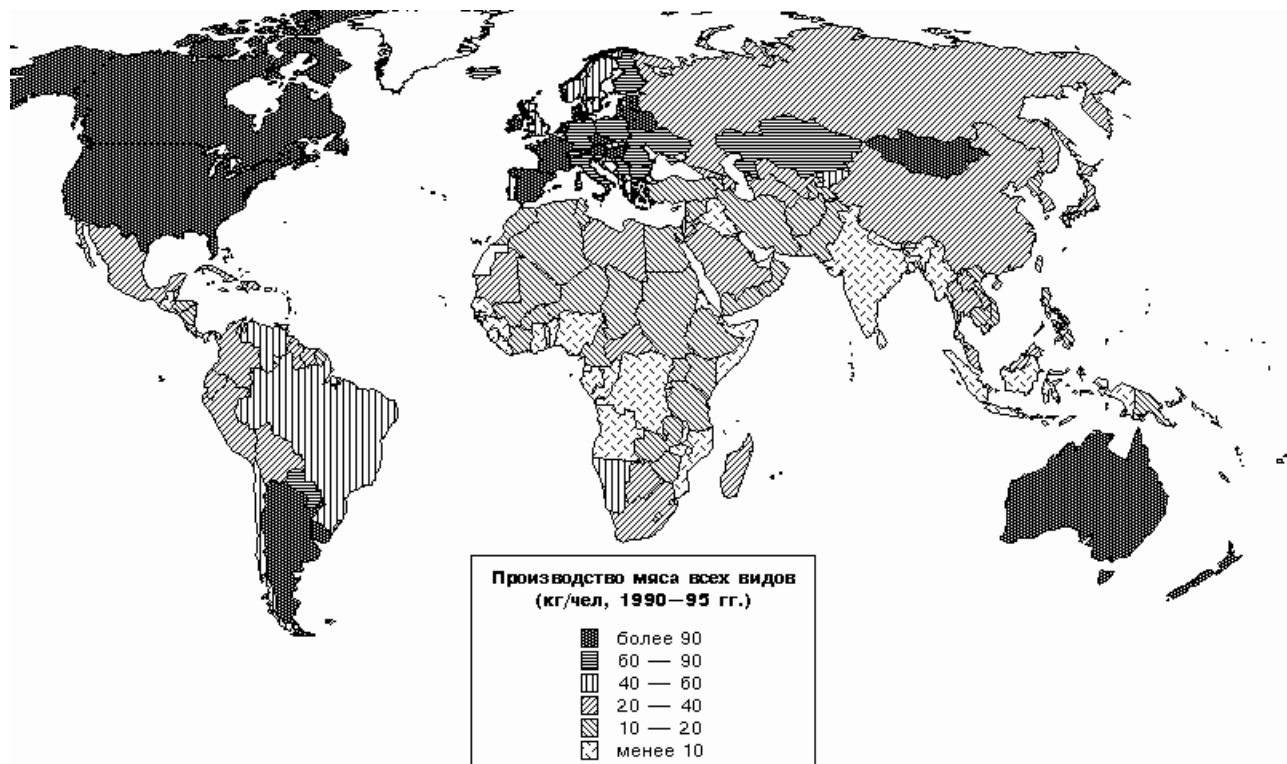 Производство мяса всех видов
(кг/чел, 1990—95 гг.)
более 90
60 — 90
40 — 60
20 — 40
10 — 20
менее 10